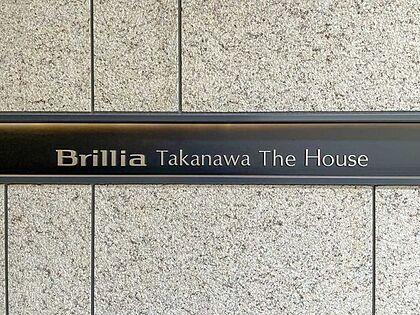 Brillia Takanawa The House